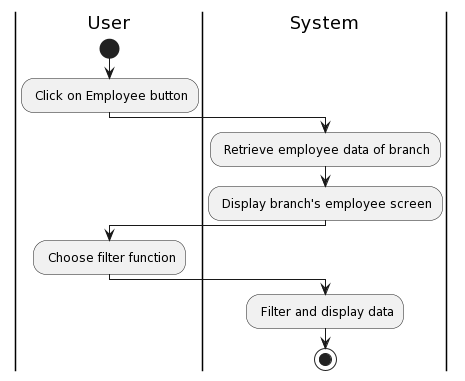 User
System
Click on Employee button
Retrieve employee data of branch
Display branch's employee screen
Choose filter function
Filter and display data